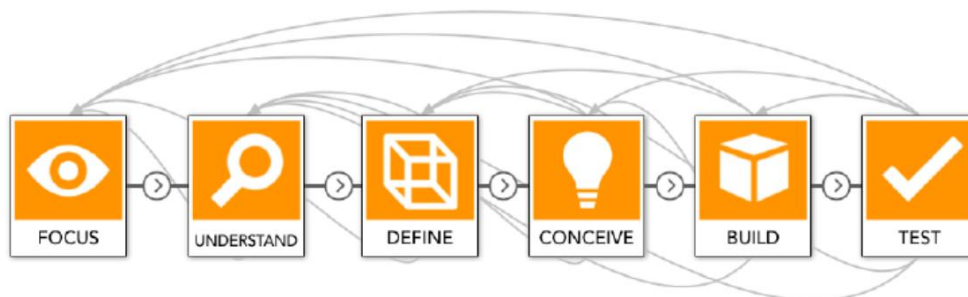 FOCUS
UNDERSTAND
DEFINE
CONCEIVE
BUILD
TEST